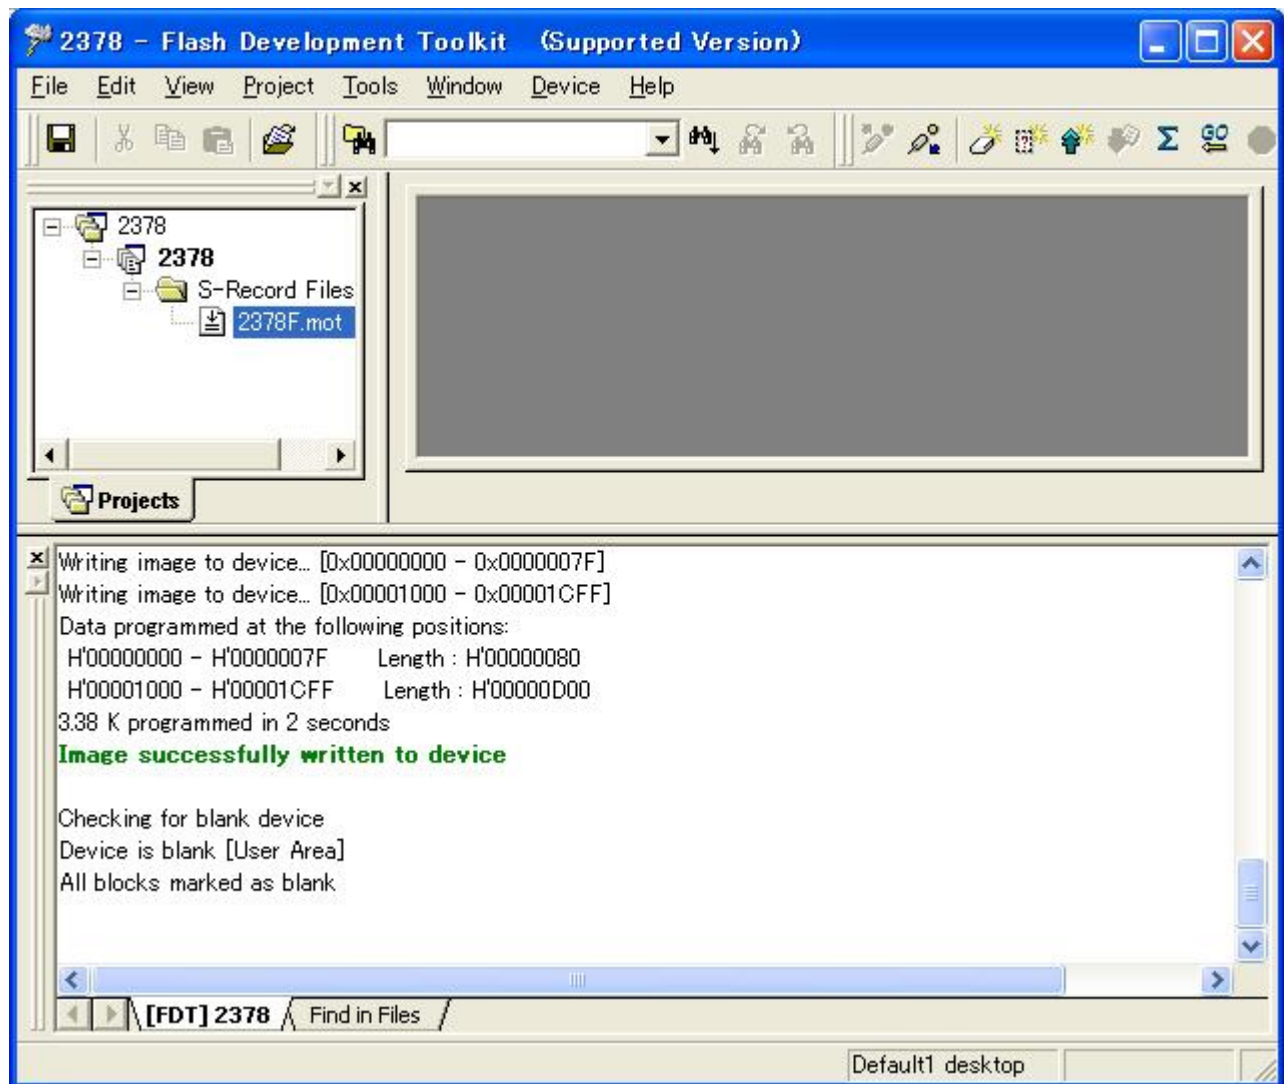 2378 - Flash Development Toolkit (Supported Version)
File Edit View Project Tools Window Device Help
GO
2378
2378
S-Record Files
2378F.mot
Projects
Writing image to device... [0x00000000 - 0x0000007F]
Writing image to device... [0x00001000 - 0x00001CFF]
Data programmed at the following positions:
H'00000000 - H'0000007F Length : H'00000080
H'00001000 - H'00001CFF Length : H'00000D00
3.38 K programmed in 2 seconds
Image successfully written to device
Checking for blank device
Device is blank [User Area]
All blocks marked as blank
[FDT] 2378 Find in Files
Default1 desktop